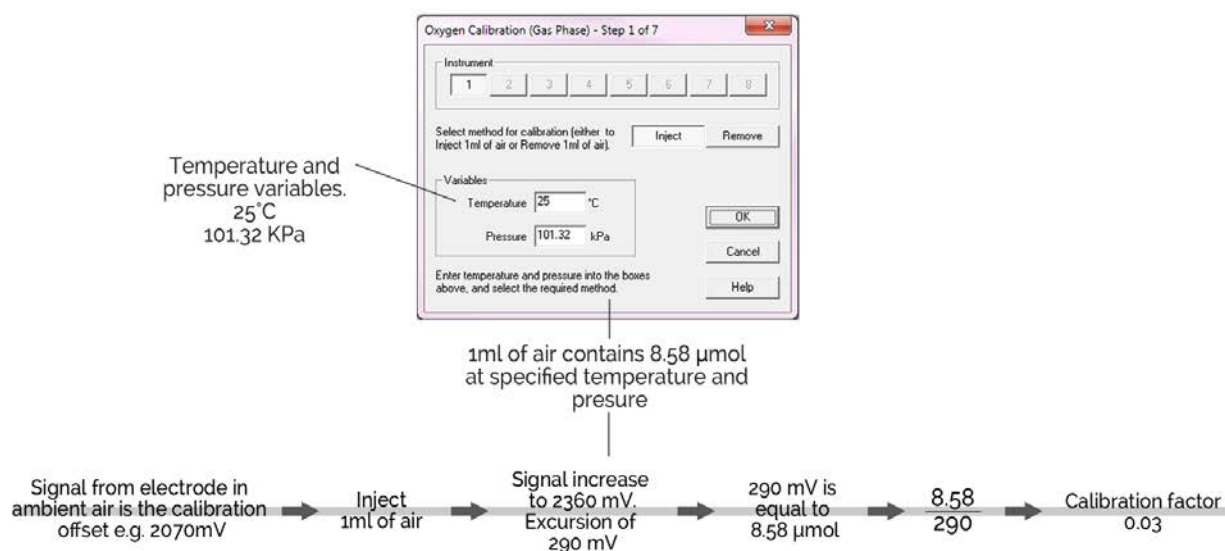 Oxygen Calibration (Gas Phase) - Step 1 of 7
Instrument
1 2 3 4 5 6 7 8
Select method for calibration (either to
Inject 1ml of air or Remove 1ml of air).
Inject Remove
Variables
Temperature 25 °C
Pressure 101.32 kPa
Enter temperature and pressure into the boxes
above, and select the required method.
OK
Cancel
Help
Temperature and
pressure variables.
25°C
101.32 KPa
1ml of air contains 8.58 µmol
at specified temperature and
presure
Signal from electrode in
ambient air is the calibration
offset e.g. 2070mV
Inject
1ml of air
Signal increase
to 2360 mV.
Excursion of
290 mV
290 mV is
equal to
8.58 µmol
8.58
290
Calibration factor
0.03